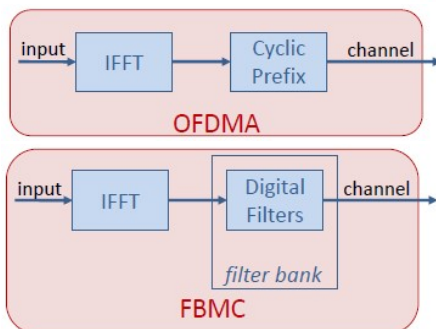 input
IFFT
Cyclic
Prefix
channel
OFDMA
input
IFFT
Digital
Filters
channel
filter bank
FBMC